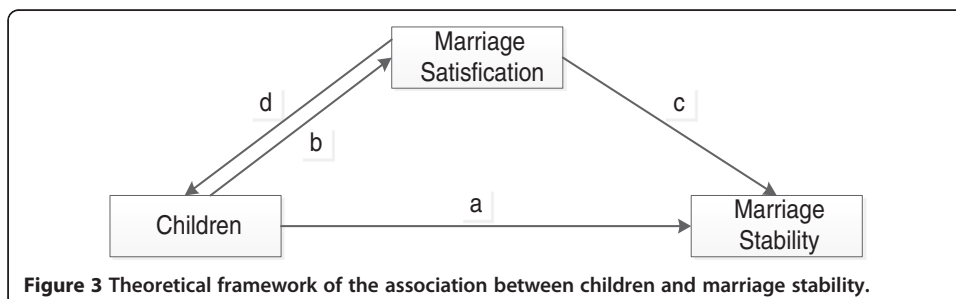 Marriage
Satisfication
d
b
c
Children
a
Marriage
Stability
Figure 3 Theoretical framework of the association between children and marriage stability.